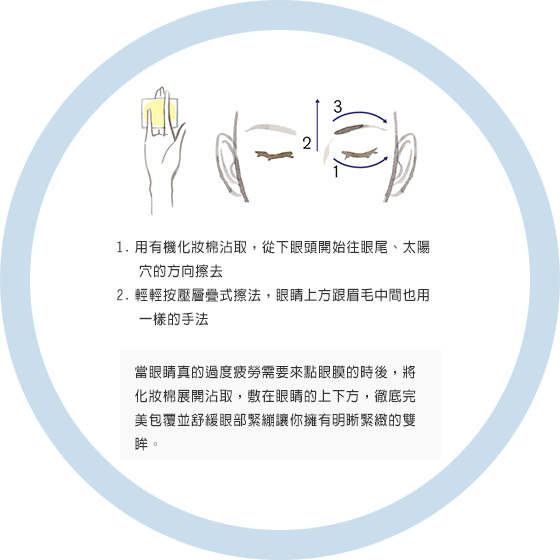 3
2
1
1. 用有機化妝棉沾取，從下眼頭開始往眼尾、太陽
穴的方向擦去
2. 輕輕按壓層疊式擦法，眼睛上方跟眉毛中間也用
一樣的手法
當眼睛真的過度疲勞需要來點眼膜的時後，將
化妝棉展開沾取，敷在眼睛的上下方，徹底完
美包覆並舒緩眼部緊繃讓你擁有明晰緊緻的雙
眸。